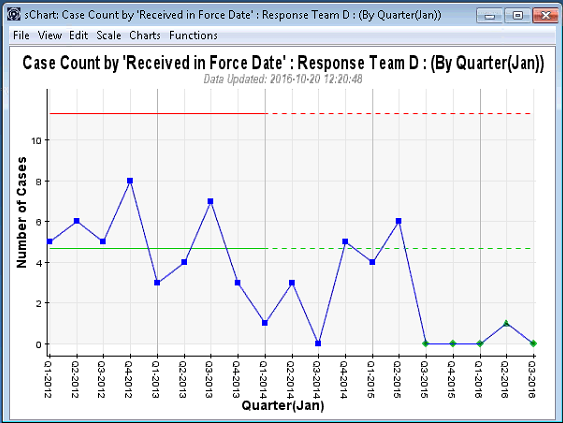 sChart: Case Count by 'Received in Force Date' : Response Team D : (By Quarter(Jan))
File View Edit Scale Charts Functions
Case Count by 'Received in Force Date' : Response Team D : (By Quarter(Jan))
Data Updated: 2016-10-20 12:20:48
Number of Cases
10
8
6
4
2
0
Q1-2012
Q2-2012
Q3-2012
Q4-2012
Q1-2013
Q2-2013
Q3-2013
Q4-2013
Q1-2014
Q2-2014
Q3-2014
Q4-2014
Q1-2015
Q2-2015
Q3-2015
Q4-2015
Q1-2016
Q2-2016
Q3-2016
Quarter(Jan)